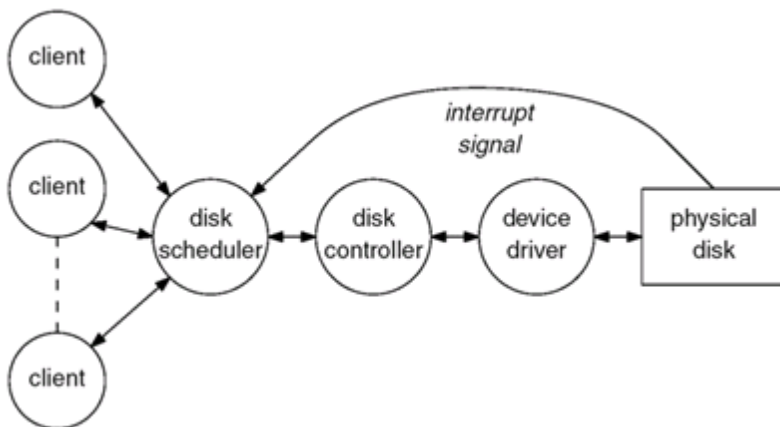 client
client
client
disk
scheduler
disk
controller
device
driver
physical
disk
interrupt
signal